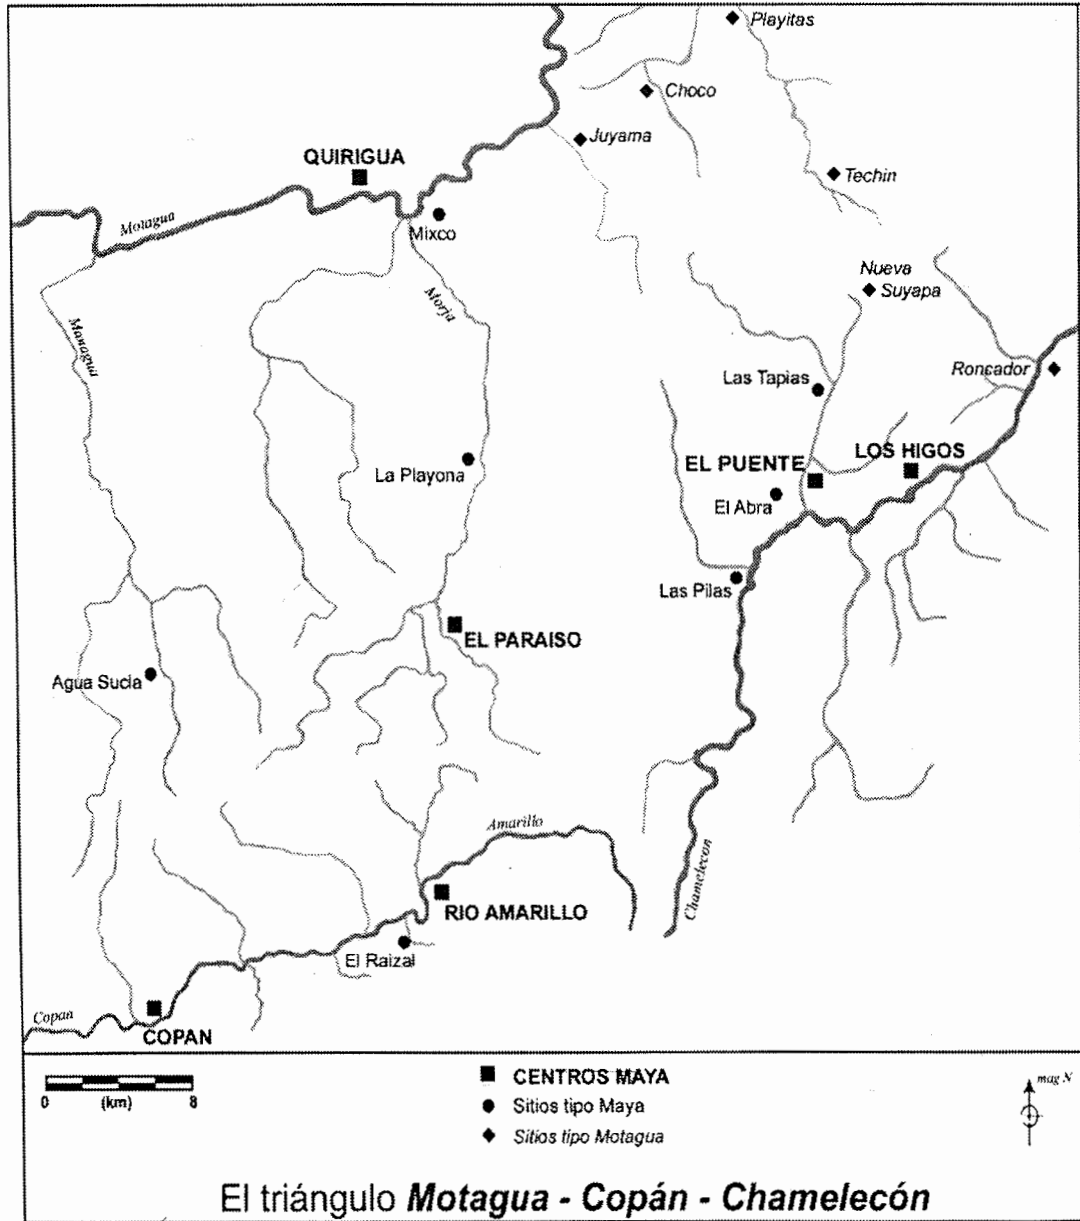 Playitas
Choco
Juyama
QUIRIGUA
Techin
Motagua
Mixco
Nueva
Suyapa
Morja
Managua
Roncador
Las Tapias
LOS HIGOS
EL PUENTE
La Playona
El Abra
Las Pilas
EL PARAISO
Agua Sucia
Amarillo
Chamelecon
RIO AMARILLO
El Raizal
Copan
COPAN
0 (km) 8
CENTROS MAYA
Sitios tipo Maya
Sitios tipo Motagua
mag N
El triángulo Motagua - Copán - Chamelecón